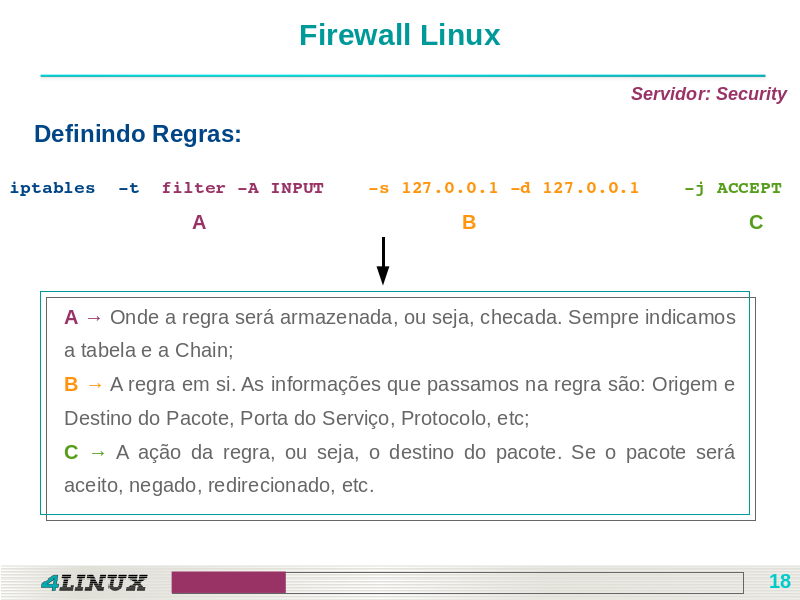 Firewall Linux
Servidor: Security
Definindo Regras:
iptables -t filter -A INPUT -s 127.0.0.1 -d 127.0.0.1 -j ACCEPT
A B C
A → Onde a regra será armazenada, ou seja, checada. Sempre indicamos
a tabela e a Chain;
B → A regra em si. As informações que passamos na regra são: Origem e
Destino do Pacote, Porta do Serviço, Protocolo, etc;
C → A ação da regra, ou seja, o destino do pacote. Se o pacote será
aceito, negado, redirecionado, etc.
4LINUX 18